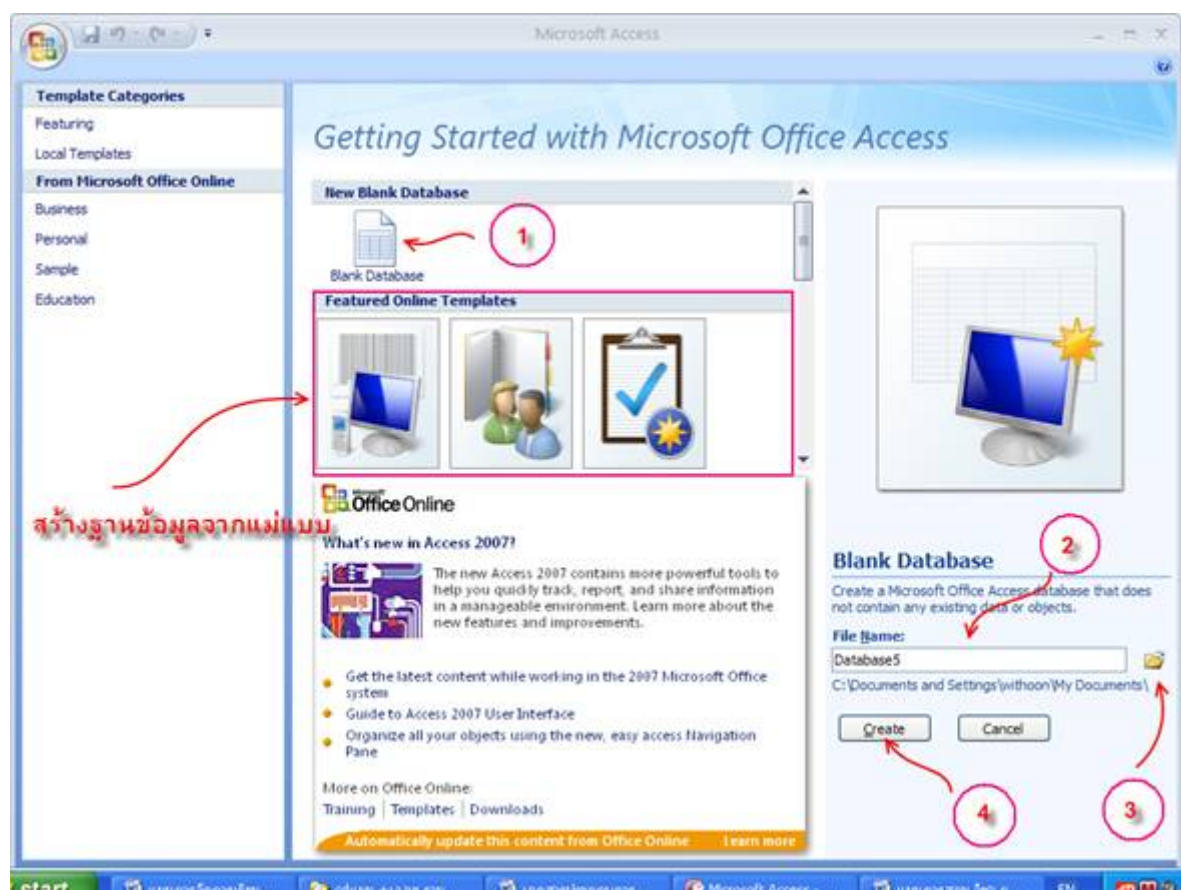 Microsoft Access
Template Categories
Featuring
Local Templates
From Microsoft Office Online
Business
Personal
Sample
Education
Getting Started with Microsoft Office Access
New Blank Database
1
Blank Database
Featured Online Templates
สร้างฐานข้อมูลจากแม่แบบ
Microsoft
Office Online
What's new in Access 2007?
The new Access 2007 contains more powerful tools to
help you quickly track, report, and share information
in a manageable environment. Learn more about the
new features and improvements.
Get the latest content while working in the 2007 Microsoft Office
system
Guide to Access 2007 User Interface
Organize all your objects using the new, easy access Navigation
Pane
More on Office Online:
Training | Templates | Downloads
Automatically update this content from Office Online Learn more
2
Blank Database
Create a Microsoft Office Access database that does
not contain any existing data or objects.
File Name:
Database5
C:\Documents and Settings\withoon\My Documents\
Create Cancel
4
3
start
Microsoft Access -
EN